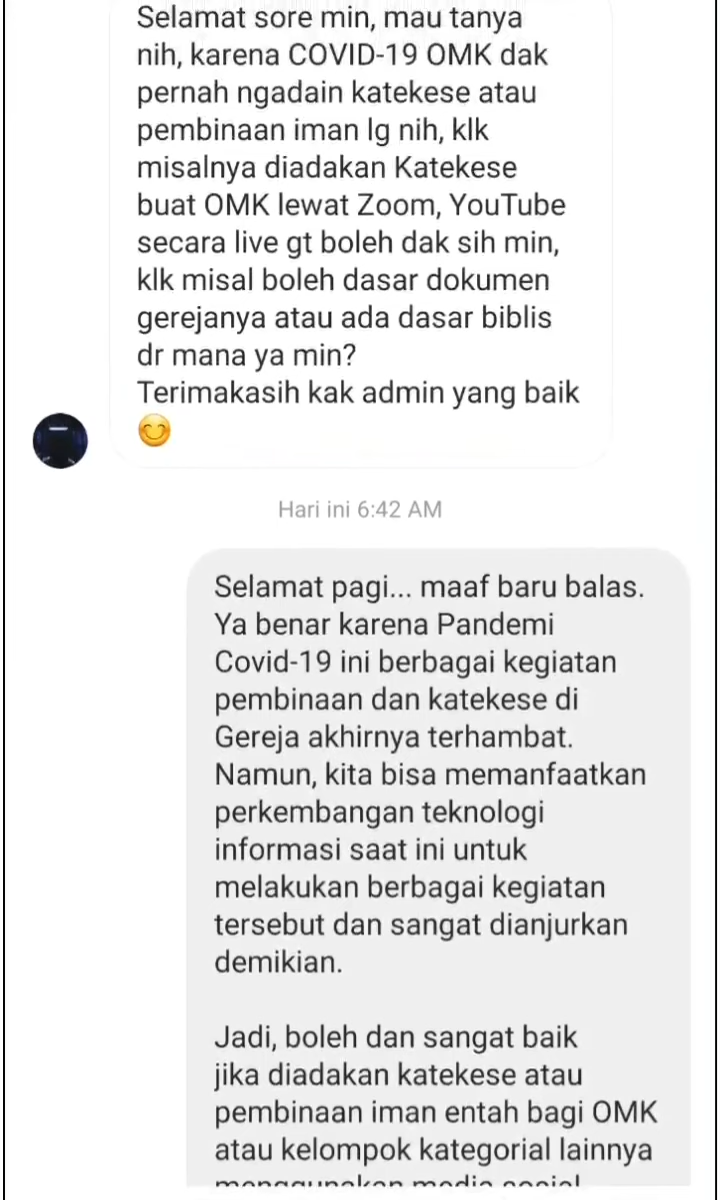 Selamat sore min, mau tanya
nih, karena COVID-19 OMK dak
pernah ngadain katekese atau
pembinaan iman lg nih, klk
misalnya diadakan Katekese
buat OMK lewat Zoom, YouTube
secara live gt boleh dak sih min,
klk misal boleh dasar dokumen
gerejanya atau ada dasar biblis
dr mana ya min?
Terimakasih kak admin yang baik
😊
Hari ini 6:42 AM
Selamat pagi... maaf baru balas.
Ya benar karena Pandemi
Covid-19 ini berbagai kegiatan
pembinaan dan katekese di
Gereja akhirnya terhambat.
Namun, kita bisa memanfaatkan
perkembangan teknologi
informasi saat ini untuk
melakukan berbagai kegiatan
tersebut dan sangat dianjurkan
demikian.
Jadi, boleh dan sangat baik
jika diadakan katekese atau
pembinaan iman entah bagi OMK
atau kelompok kategorial lainnya
menggunakan media sosial